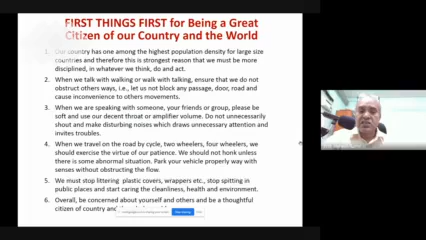 FIRST THINGS FIRST for Being a Great
Citizen of our Country and the World
1. Our country has one among the highest population density for large size
countries and therefore this is strongest reason that we must be more
disciplined, in whatever we think, do and act.
2. When we talk with walking or walk with talking, ensure that we do not
obstruct others ways, i.e., let us not block any passage, door, road and
cause inconvenience to others movements.
3. When we are speaking with someone, your friends or group, please be
soft and use our decent throat or amplifier volume. Do not unnecessarily
shout and make disturbing noises which draws unnecessary attention and
invites troubles.
4. When we travel on the road by cycle, two wheelers, four wheelers, we
should exercise the virtue of our patience. We should not honk unless
there is some abnormal situation. Park your vehicle properly way with
senses without obstructing the flow.
5. We must stop littering plastic covers, wrappers etc., stop spitting in
public places and start caring the cleanliness, health and environment.
6. Overall, be concerned about yourself and others and be a thoughtful
citizen of country and